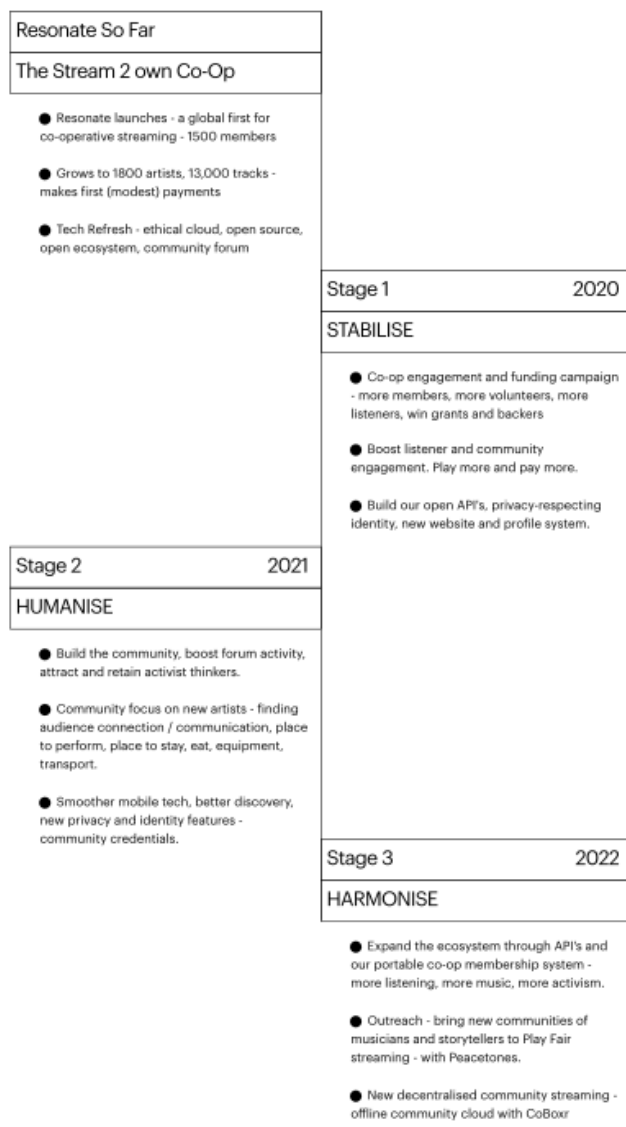 Resonate So Far
The Stream 2 own Co-Op
● Resonate launches - a global first for
co-operative streaming - 1500 members
● Grows to 1800 artists, 13,000 tracks -
makes first (modest) payments
● Tech Refresh - ethical cloud, open source,
open ecosystem, community forum
Stage 1 2020
STABILISE
● Co-op engagement and funding campaign
- more members, more volunteers, more
listeners, win grants and backers
● Boost listener and community
engagement. Play more and pay more.
● Build our open API's, privacy-respecting
identity, new website and profile system.
Stage 2 2021
HUMANISE
● Build the community, boost forum activity,
attract and retain activist thinkers.
● Community focus on new artists - finding
audience connection / communication, place
to perform, place to stay, eat, equipment,
transport.
● Smoother mobile tech, better discovery,
new privacy and identity features -
community credentials.
Stage 3 2022
HARMONISE
● Expand the ecosystem through API's and
our portable co-op membership system -
more listening, more music, more activism.
● Outreach - bring new communities of
musicians and storytellers to Play Fair
streaming - with Peacetones.
● New decentralised community streaming -
offline community cloud with CoBoxr